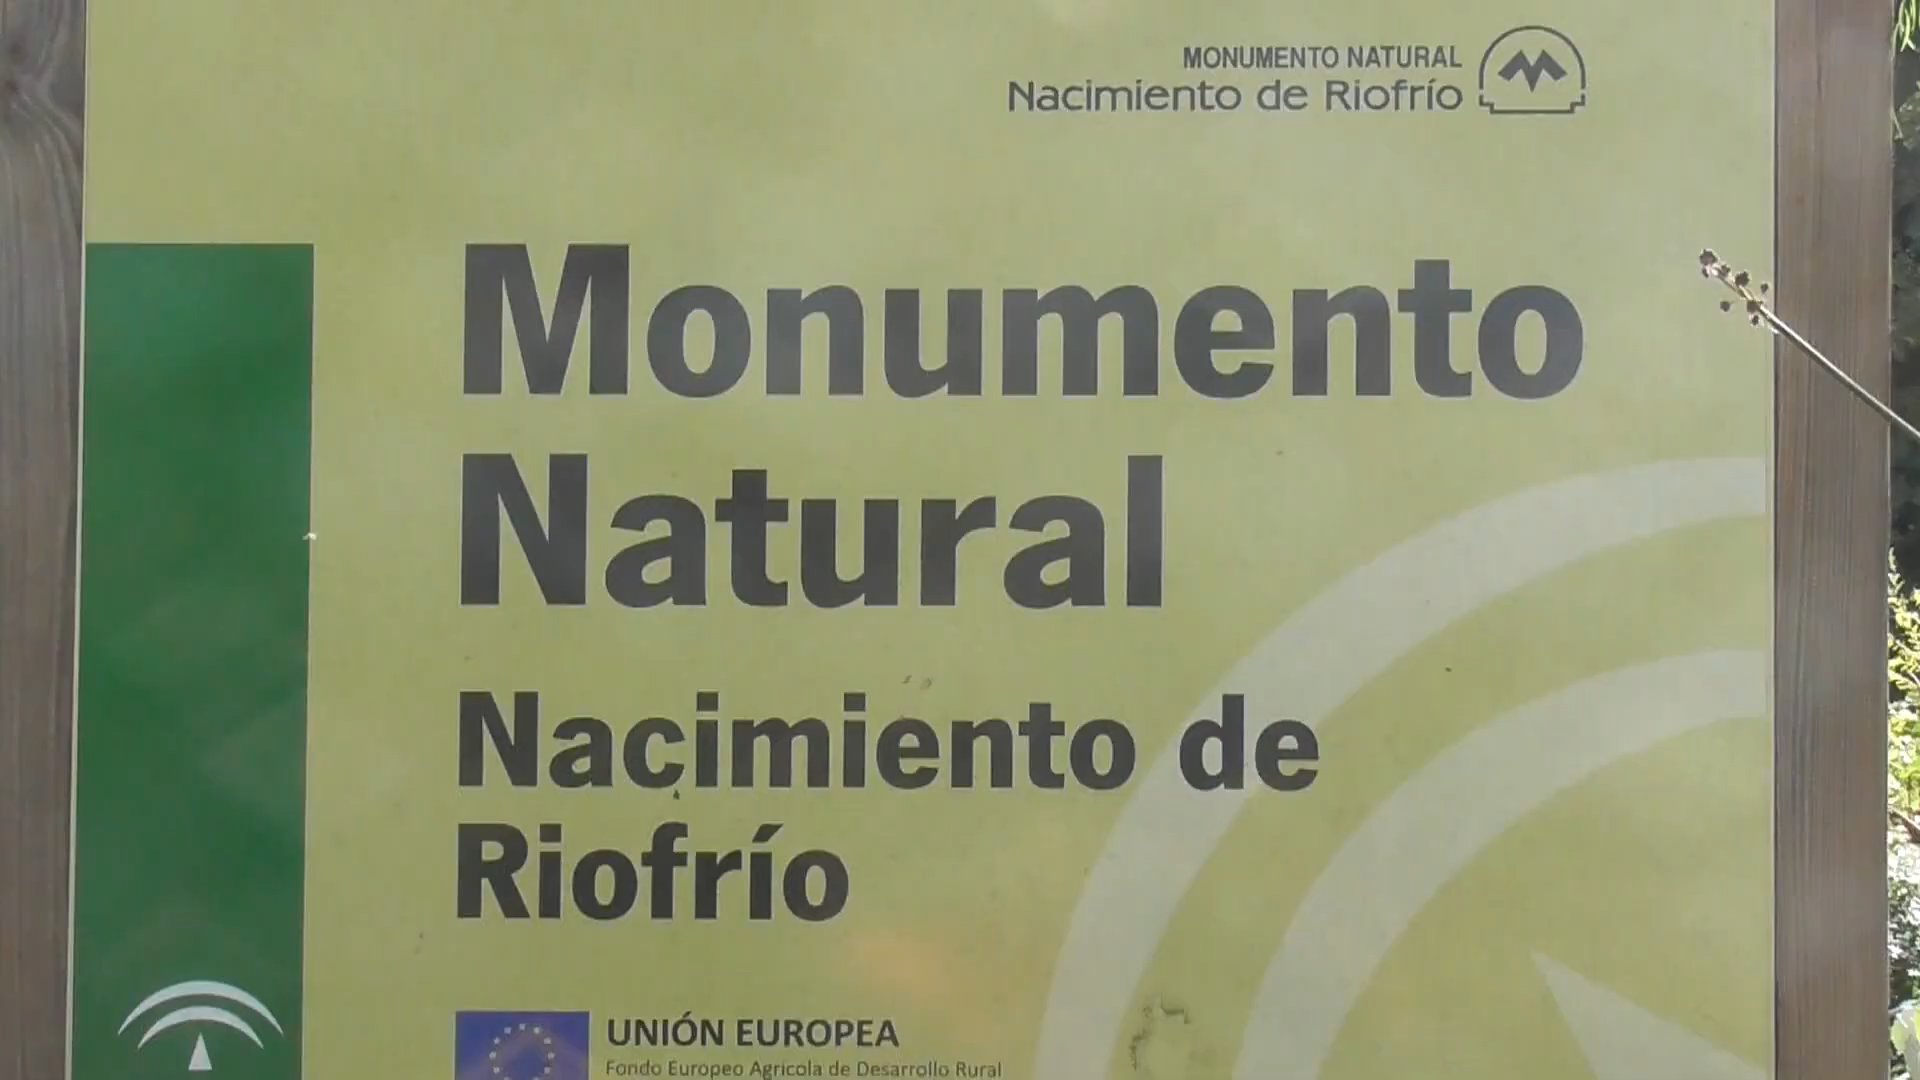 MONUMENTO NATURAL
Nacimiento de Riofrío
Monumento
Natural
Nacimiento de
Riofrío
UNIÓN EUROPEA
Fondo Europeo Agrícola de Desarrollo Rural